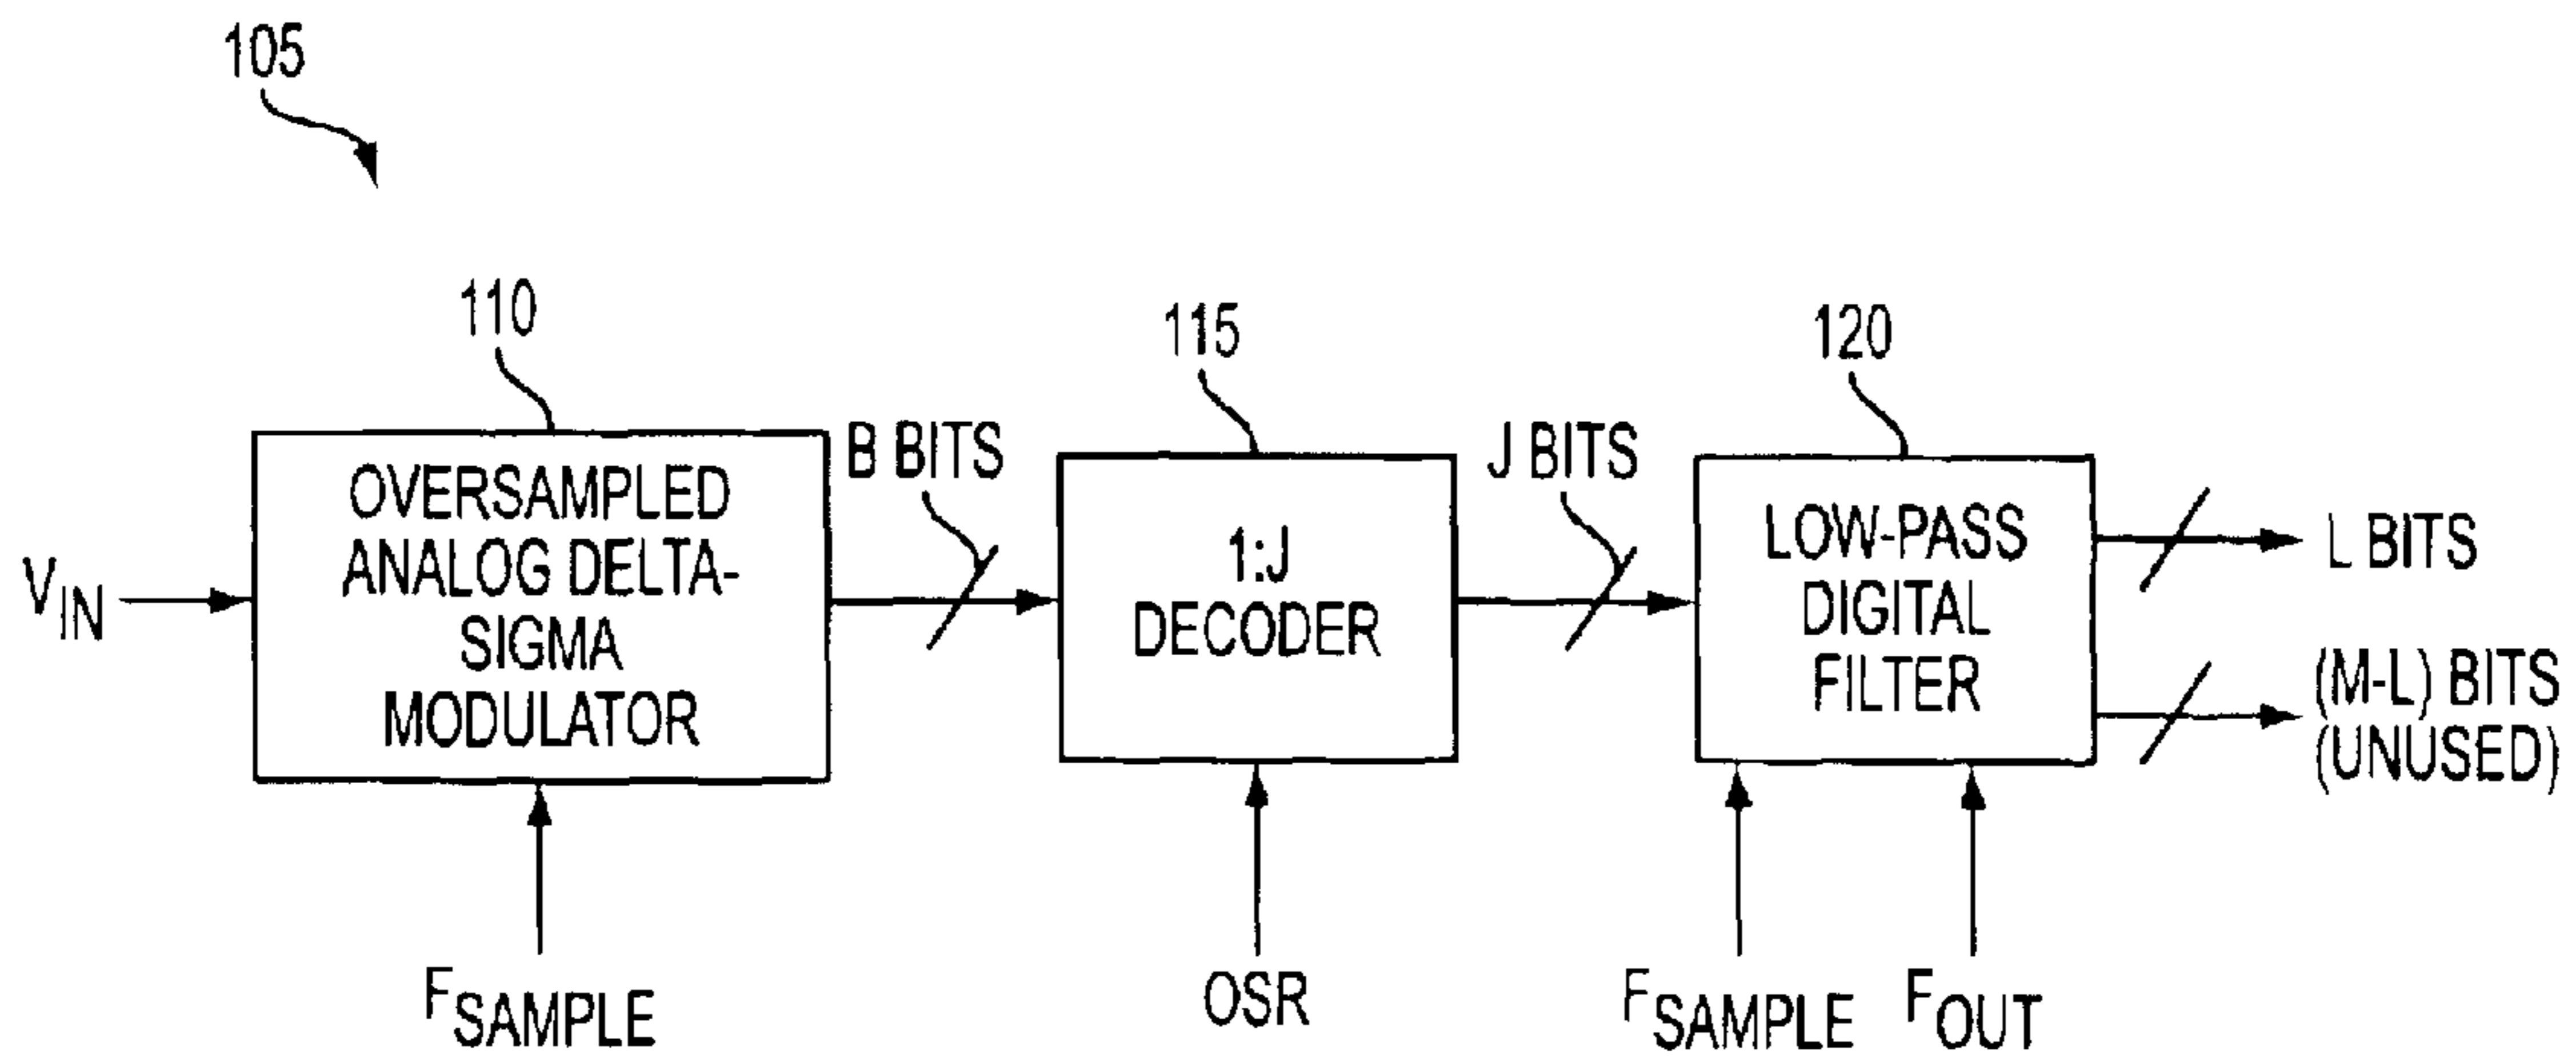 105
110
115
120
B BITS
J BITS
OVERSAMPLED
ANALOG DELTA-
SIGMA
MODULATOR
1:J
DECODER
LOW-PASS
DIGITAL
FILTER
VIN
L BITS
(M-L) BITS
(UNUSED)
FSAMPLE
OSR
FSAMPLE
FOUT